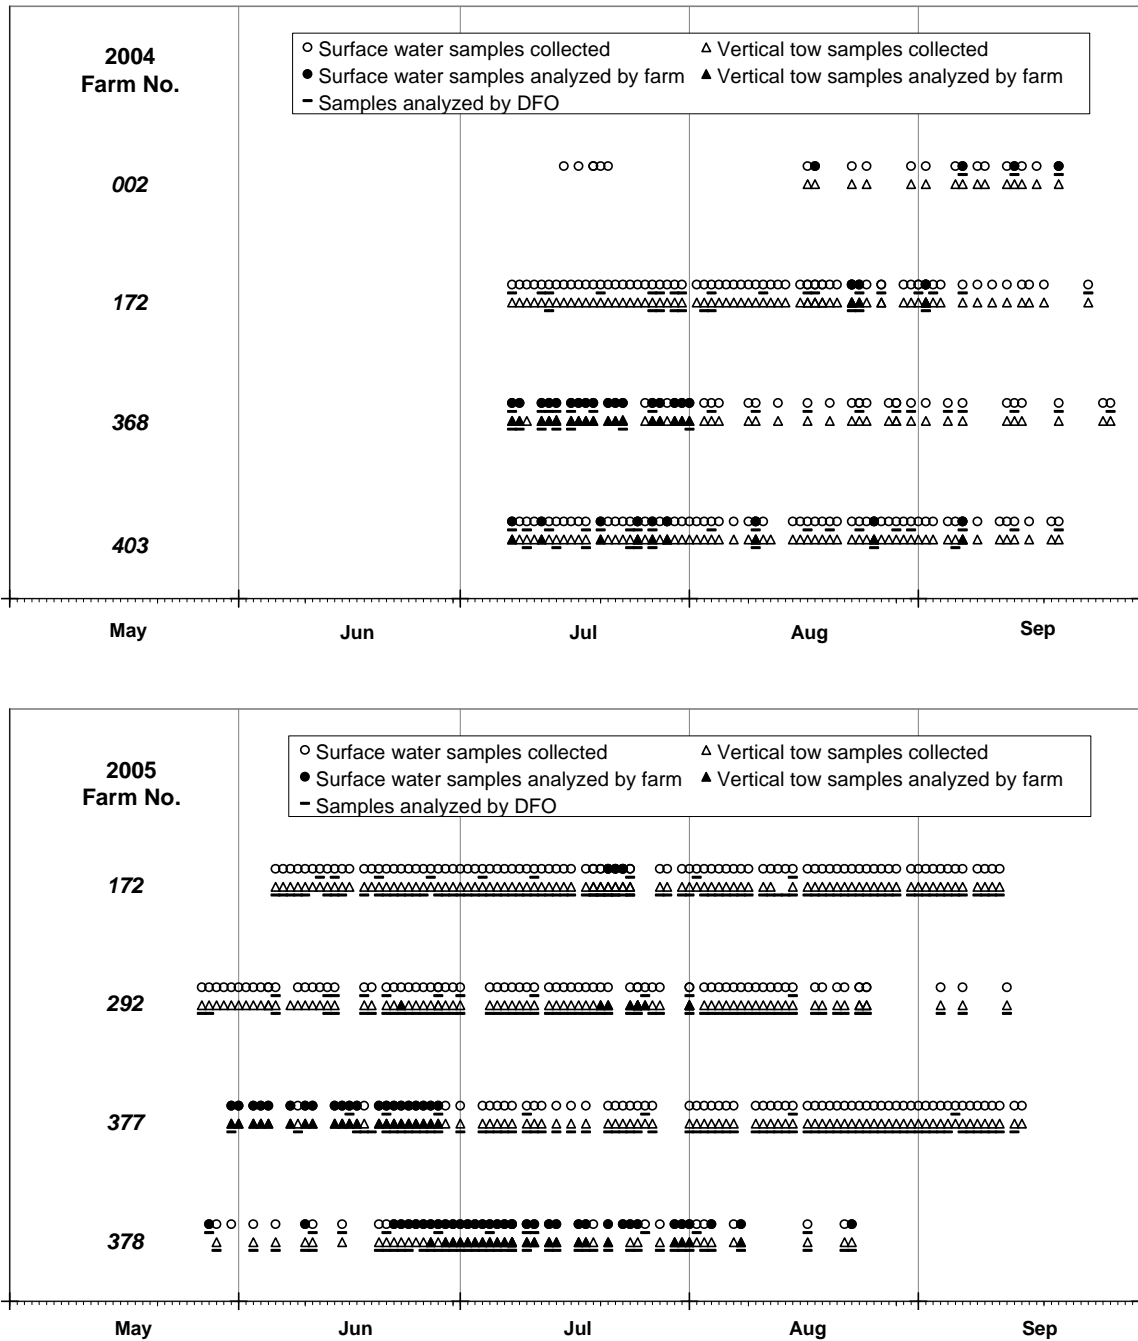 2004
Farm No.
Surface water samples collected
Vertical tow samples collected
Surface water samples analyzed by farm
Vertical tow samples analyzed by farm
Samples analyzed by DFO
002
172
368
403
May Jun Jul Aug Sep
2005
Farm No.
Surface water samples collected
Vertical tow samples collected
Surface water samples analyzed by farm
Vertical tow samples analyzed by farm
Samples analyzed by DFO
172
292
377
378
May Jun Jul Aug Sep